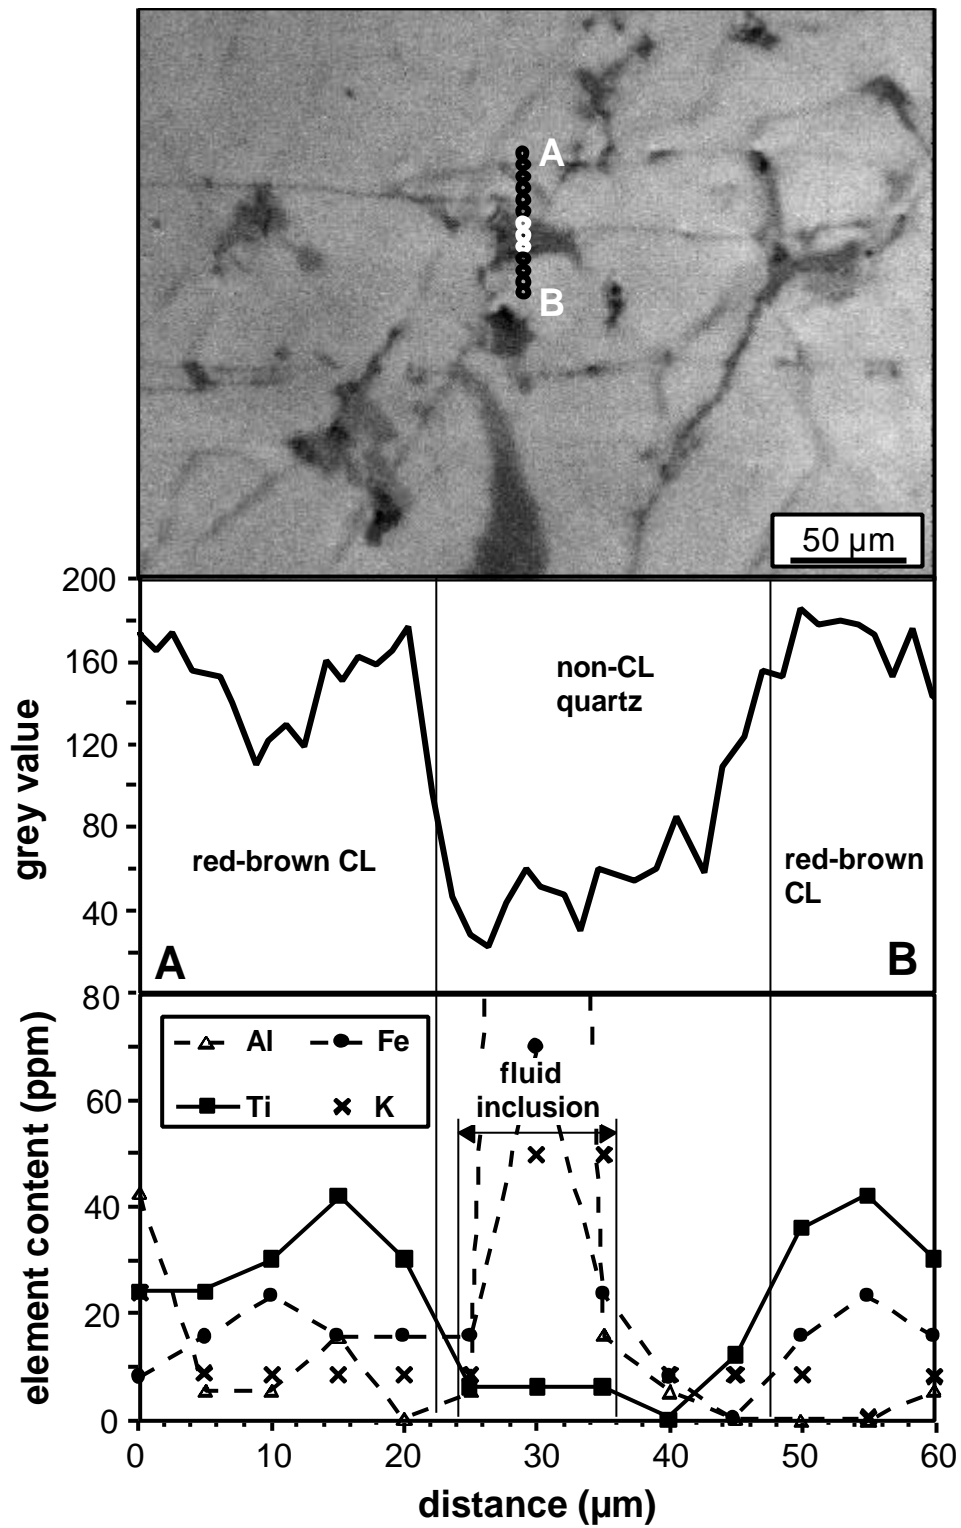 A
B
50 µm
200
160
120
80
40
grey value
non-CL
quartz
red-brown CL
red-brown
CL
A
B
80
60
40
20
0
element content (ppm)
Al
Fe
Ti
K
fluid
inclusion
0
10
20
30
40
50
60
distance (µm)